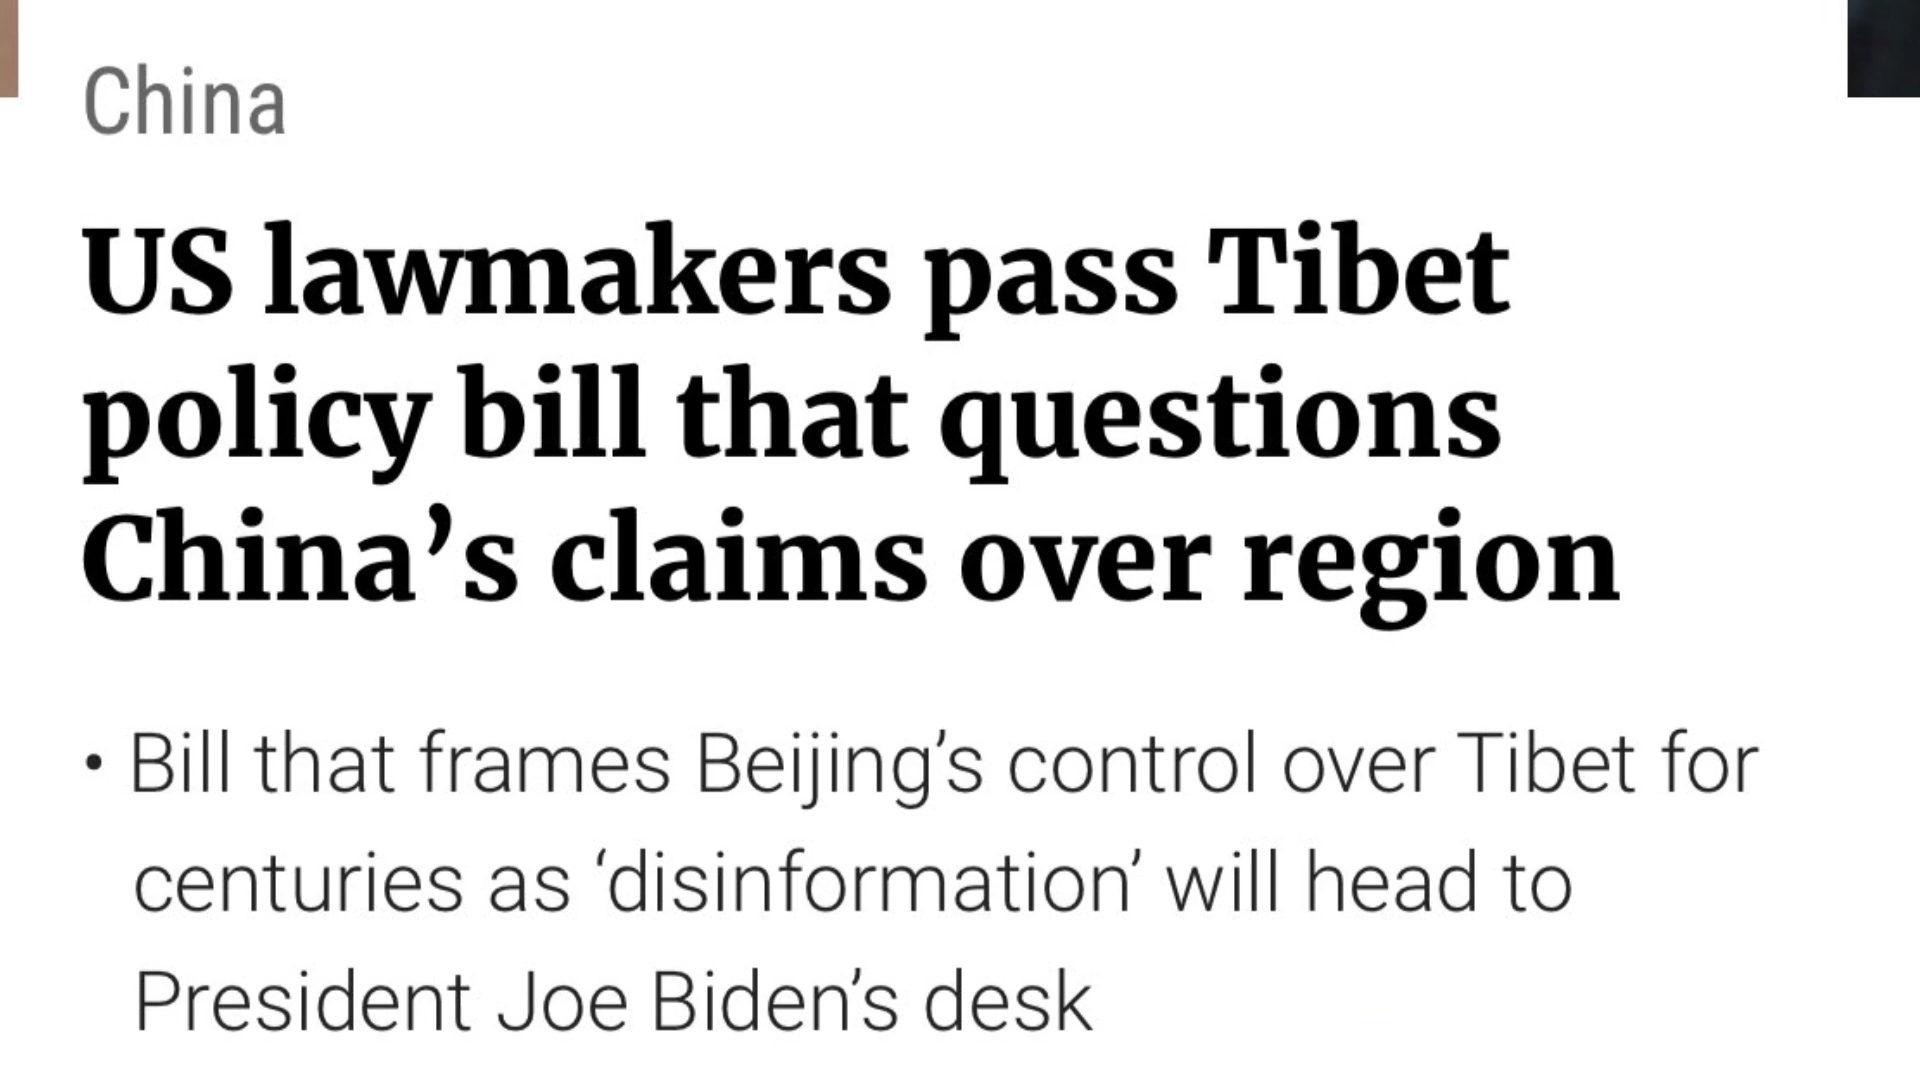 China
US lawmakers pass Tibet
policy bill that questions
China’s claims over region
• Bill that frames Beijing’s control over Tibet for
centuries as ‘disinformation’ will head to
President Joe Biden’s desk